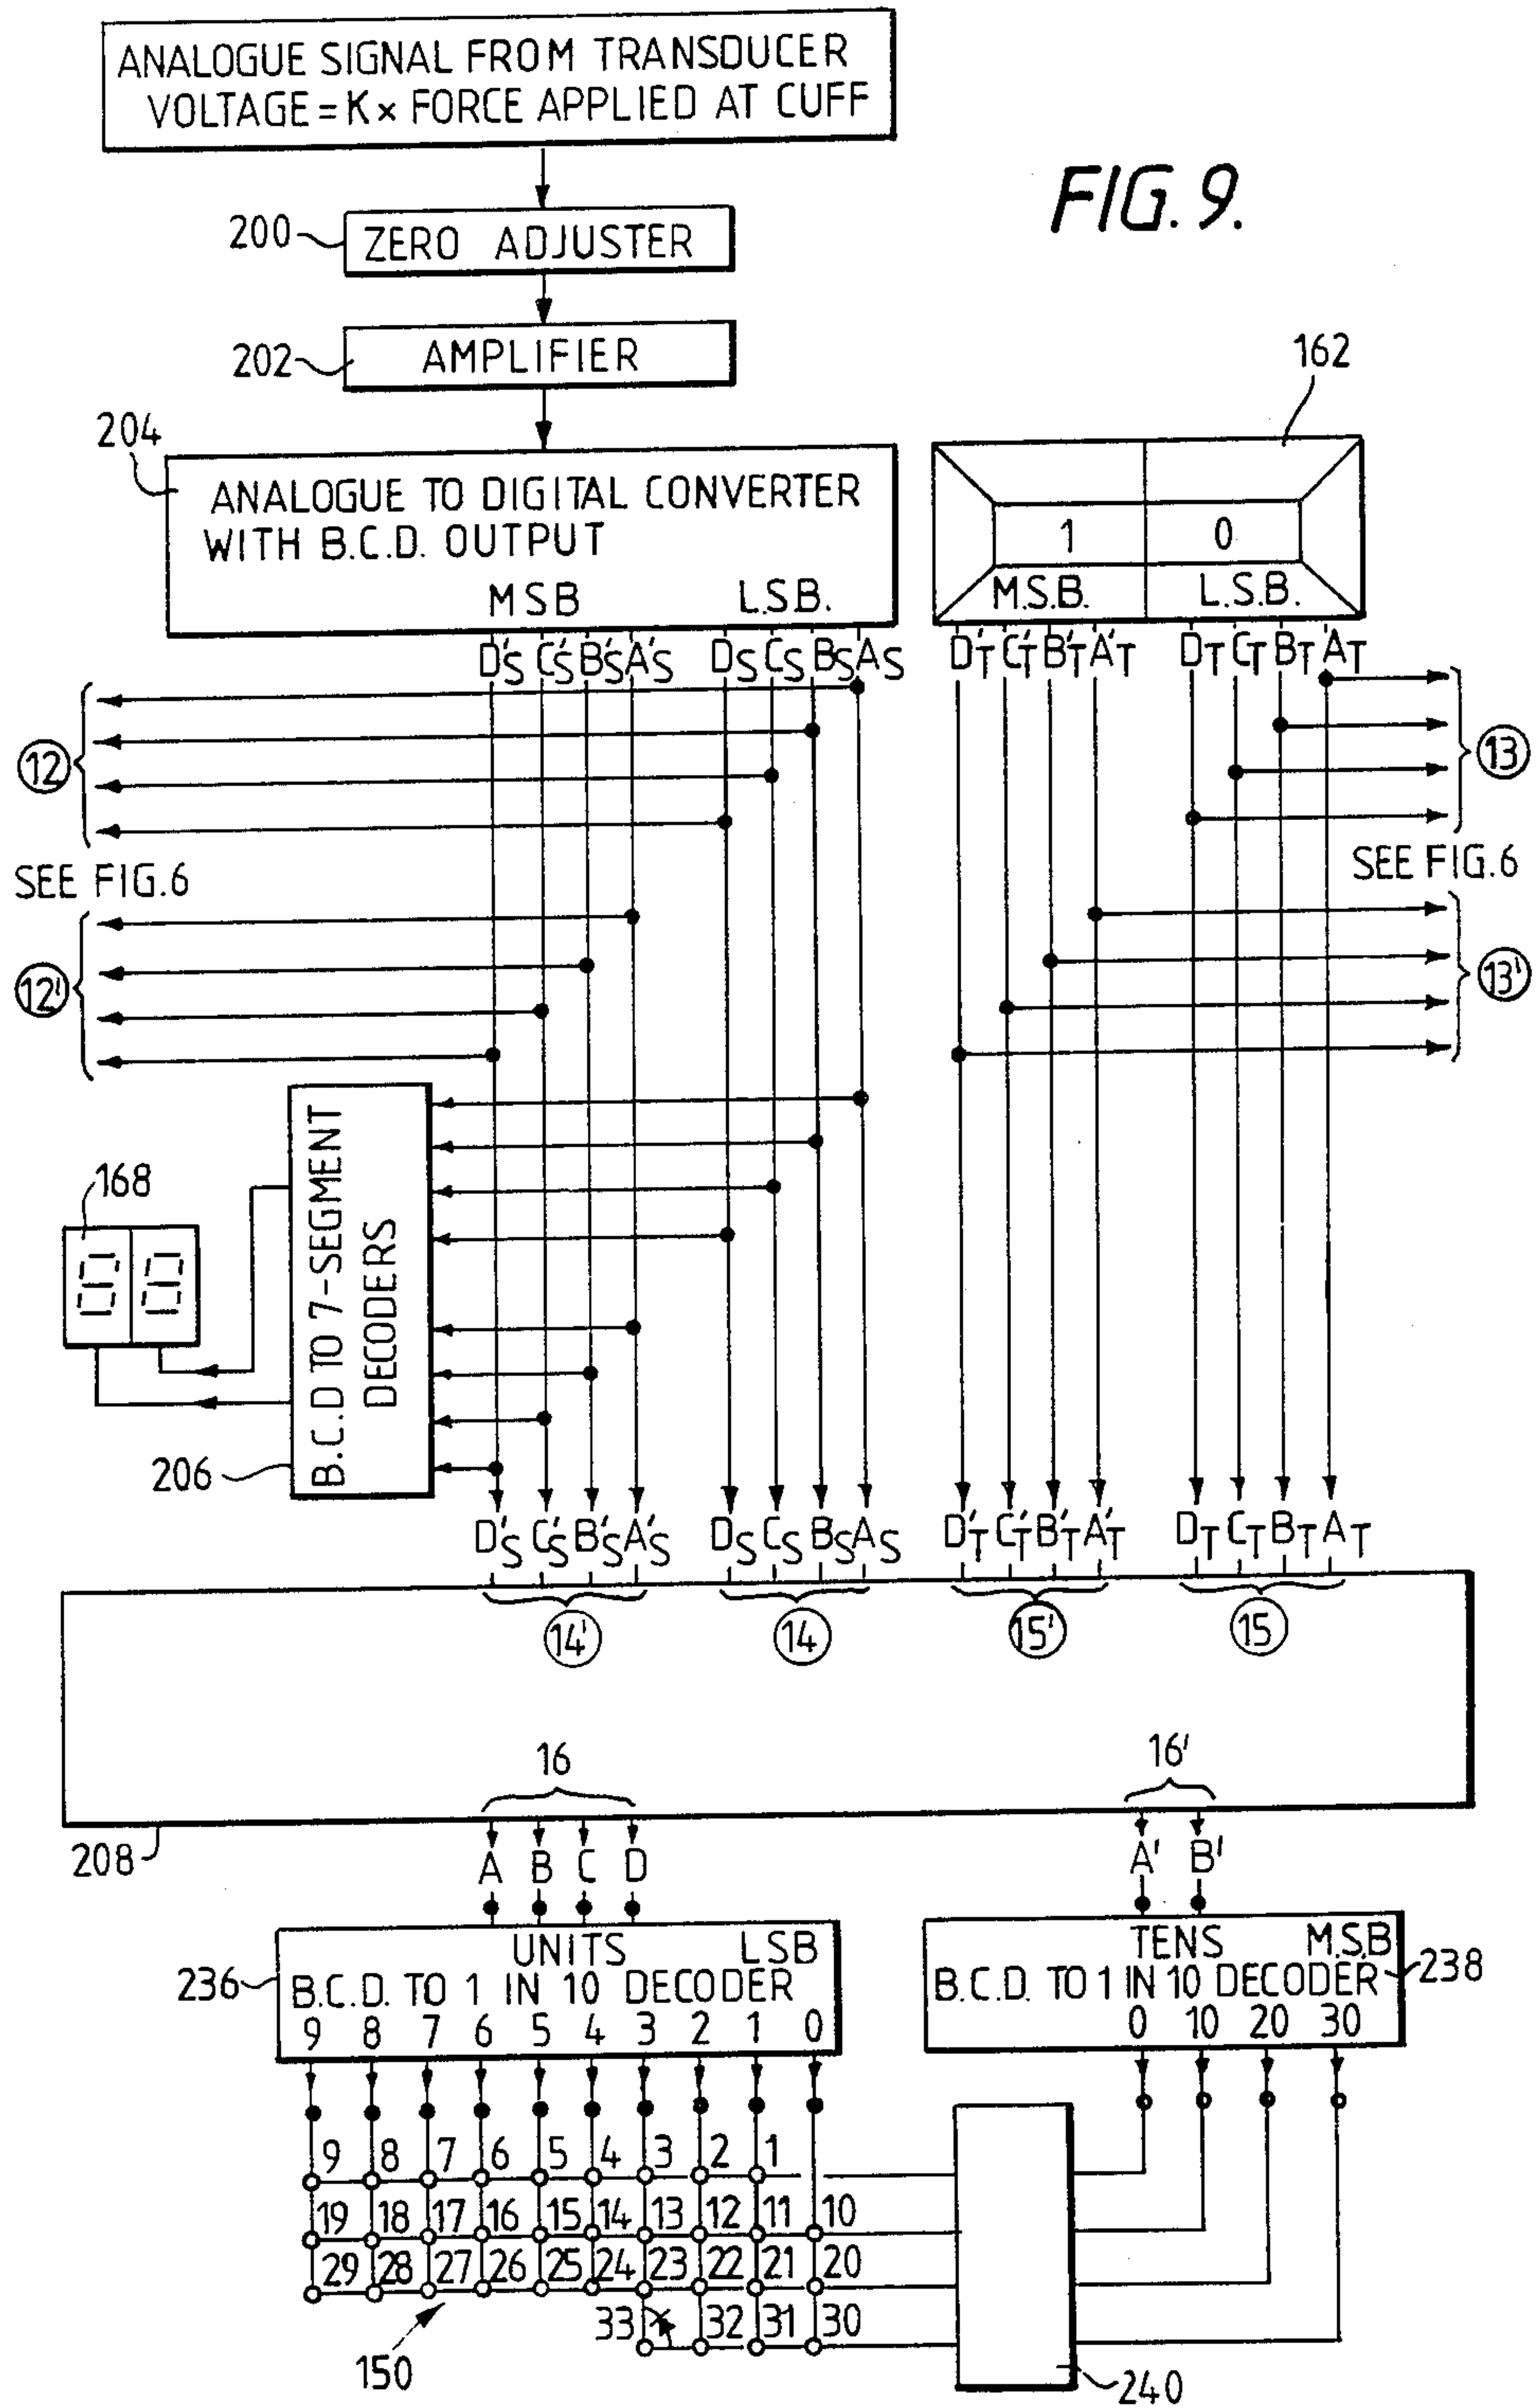 ANALOGUE SIGNAL FROM TRANSDUCER
VOLTAGE = K x FORCE APPLIED AT CUFF
FIG. 9.
200
ZERO ADJUSTER
202
AMPLIFIER
162
204
ANALOGUE TO DIGITAL CONVERTER
WITH B.C.D. OUTPUT
MSB L.S.B.
1 0
M.S.B. L.S.B.
D'S C'S B'S A'S DS CS BS AS D'T C'T B'T A'T DT CT BT AT
12 13
SEE FIG.6 SEE FIG.6
12' 13'
B.C.D TO 7-SEGMENT
DECODERS
168
206
D'S C'S B'S A'S DS CS BS AS D'T C'T B'T A'T DT CT BT AT
14' 14 15' 15
16 16'
208
A B C D A' B'
236
UNITS LSB
B.C.D. TO 1 IN 10 DECODER
9 8 7 6 5 4 3 2 1 0
TENS M.S.B
B.C.D. TO 1 IN 10 DECODER
238
0 10 20 30
9 8 7 6 5 4 3 2 1
19 18 17 16 15 14 13 12 11 10
29 28 27 26 25 24 23 22 21 20
33 32 31 30
150
240